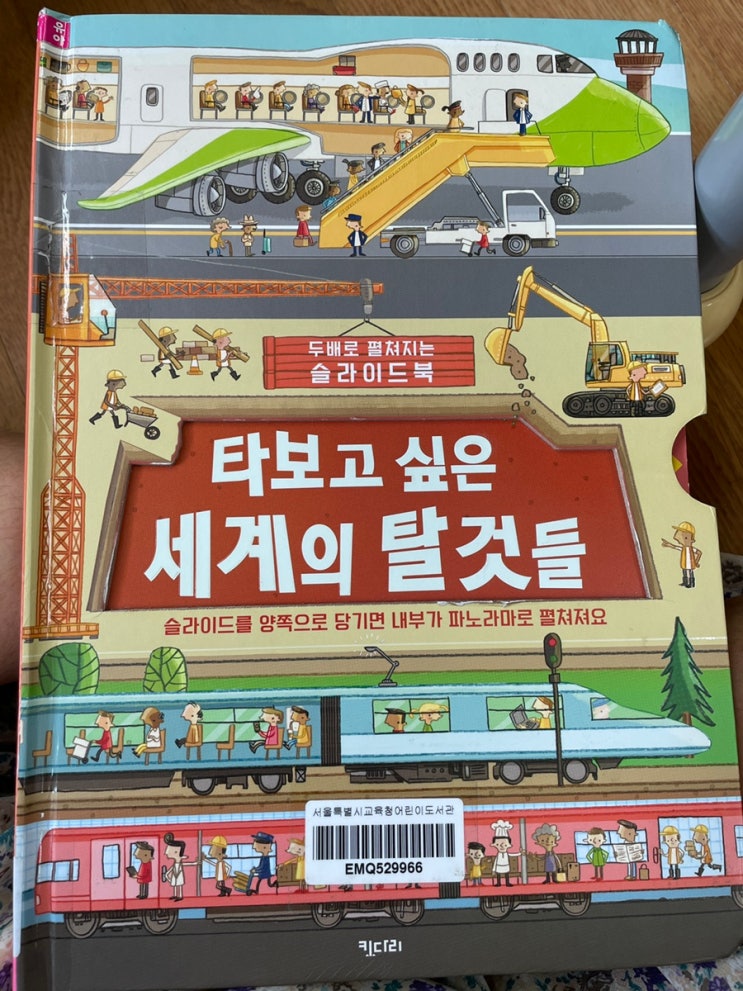 유아
두배로 펼쳐지는
슬라이드 북
타보고 싶은
세계의 탈것들
슬라이드를 양쪽으로 당기면 내부가 파노라마로 펼쳐져요
서울특별시교육청어린이도서관
EMQ529966
키다리